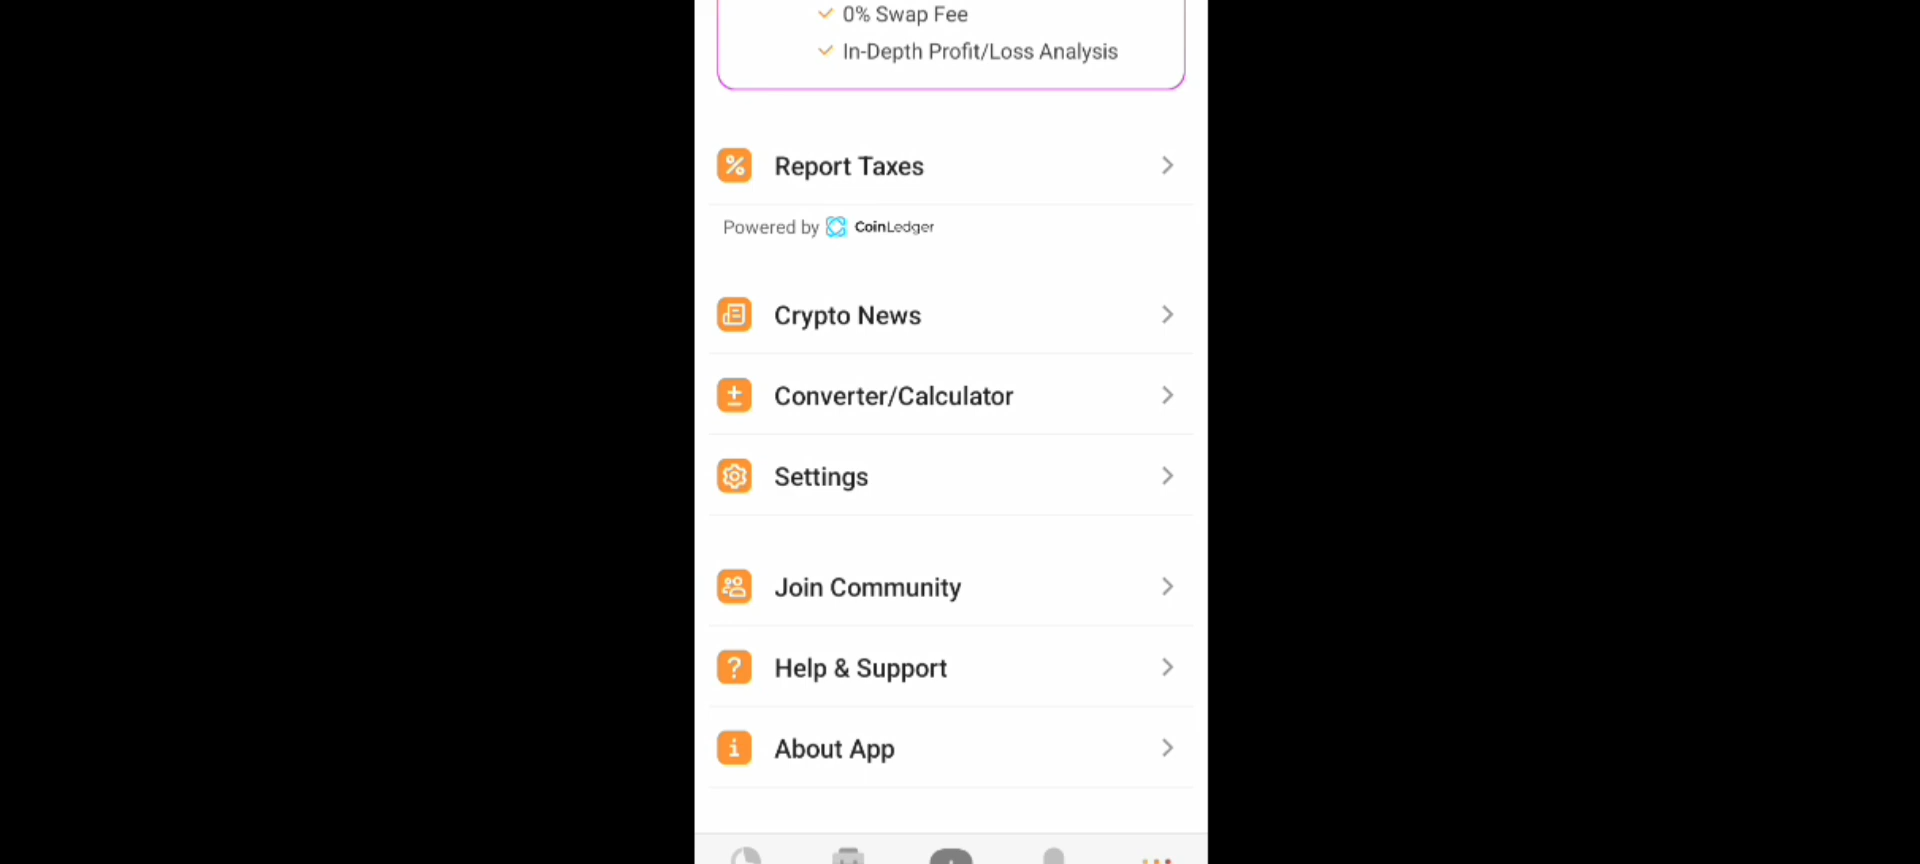 0% Swap Fee
In-Depth Profit/Loss Analysis
Report Taxes
Powered by CoinLedger
Crypto News
Converter/Calculator
Settings
Join Community
Help & Support
About App